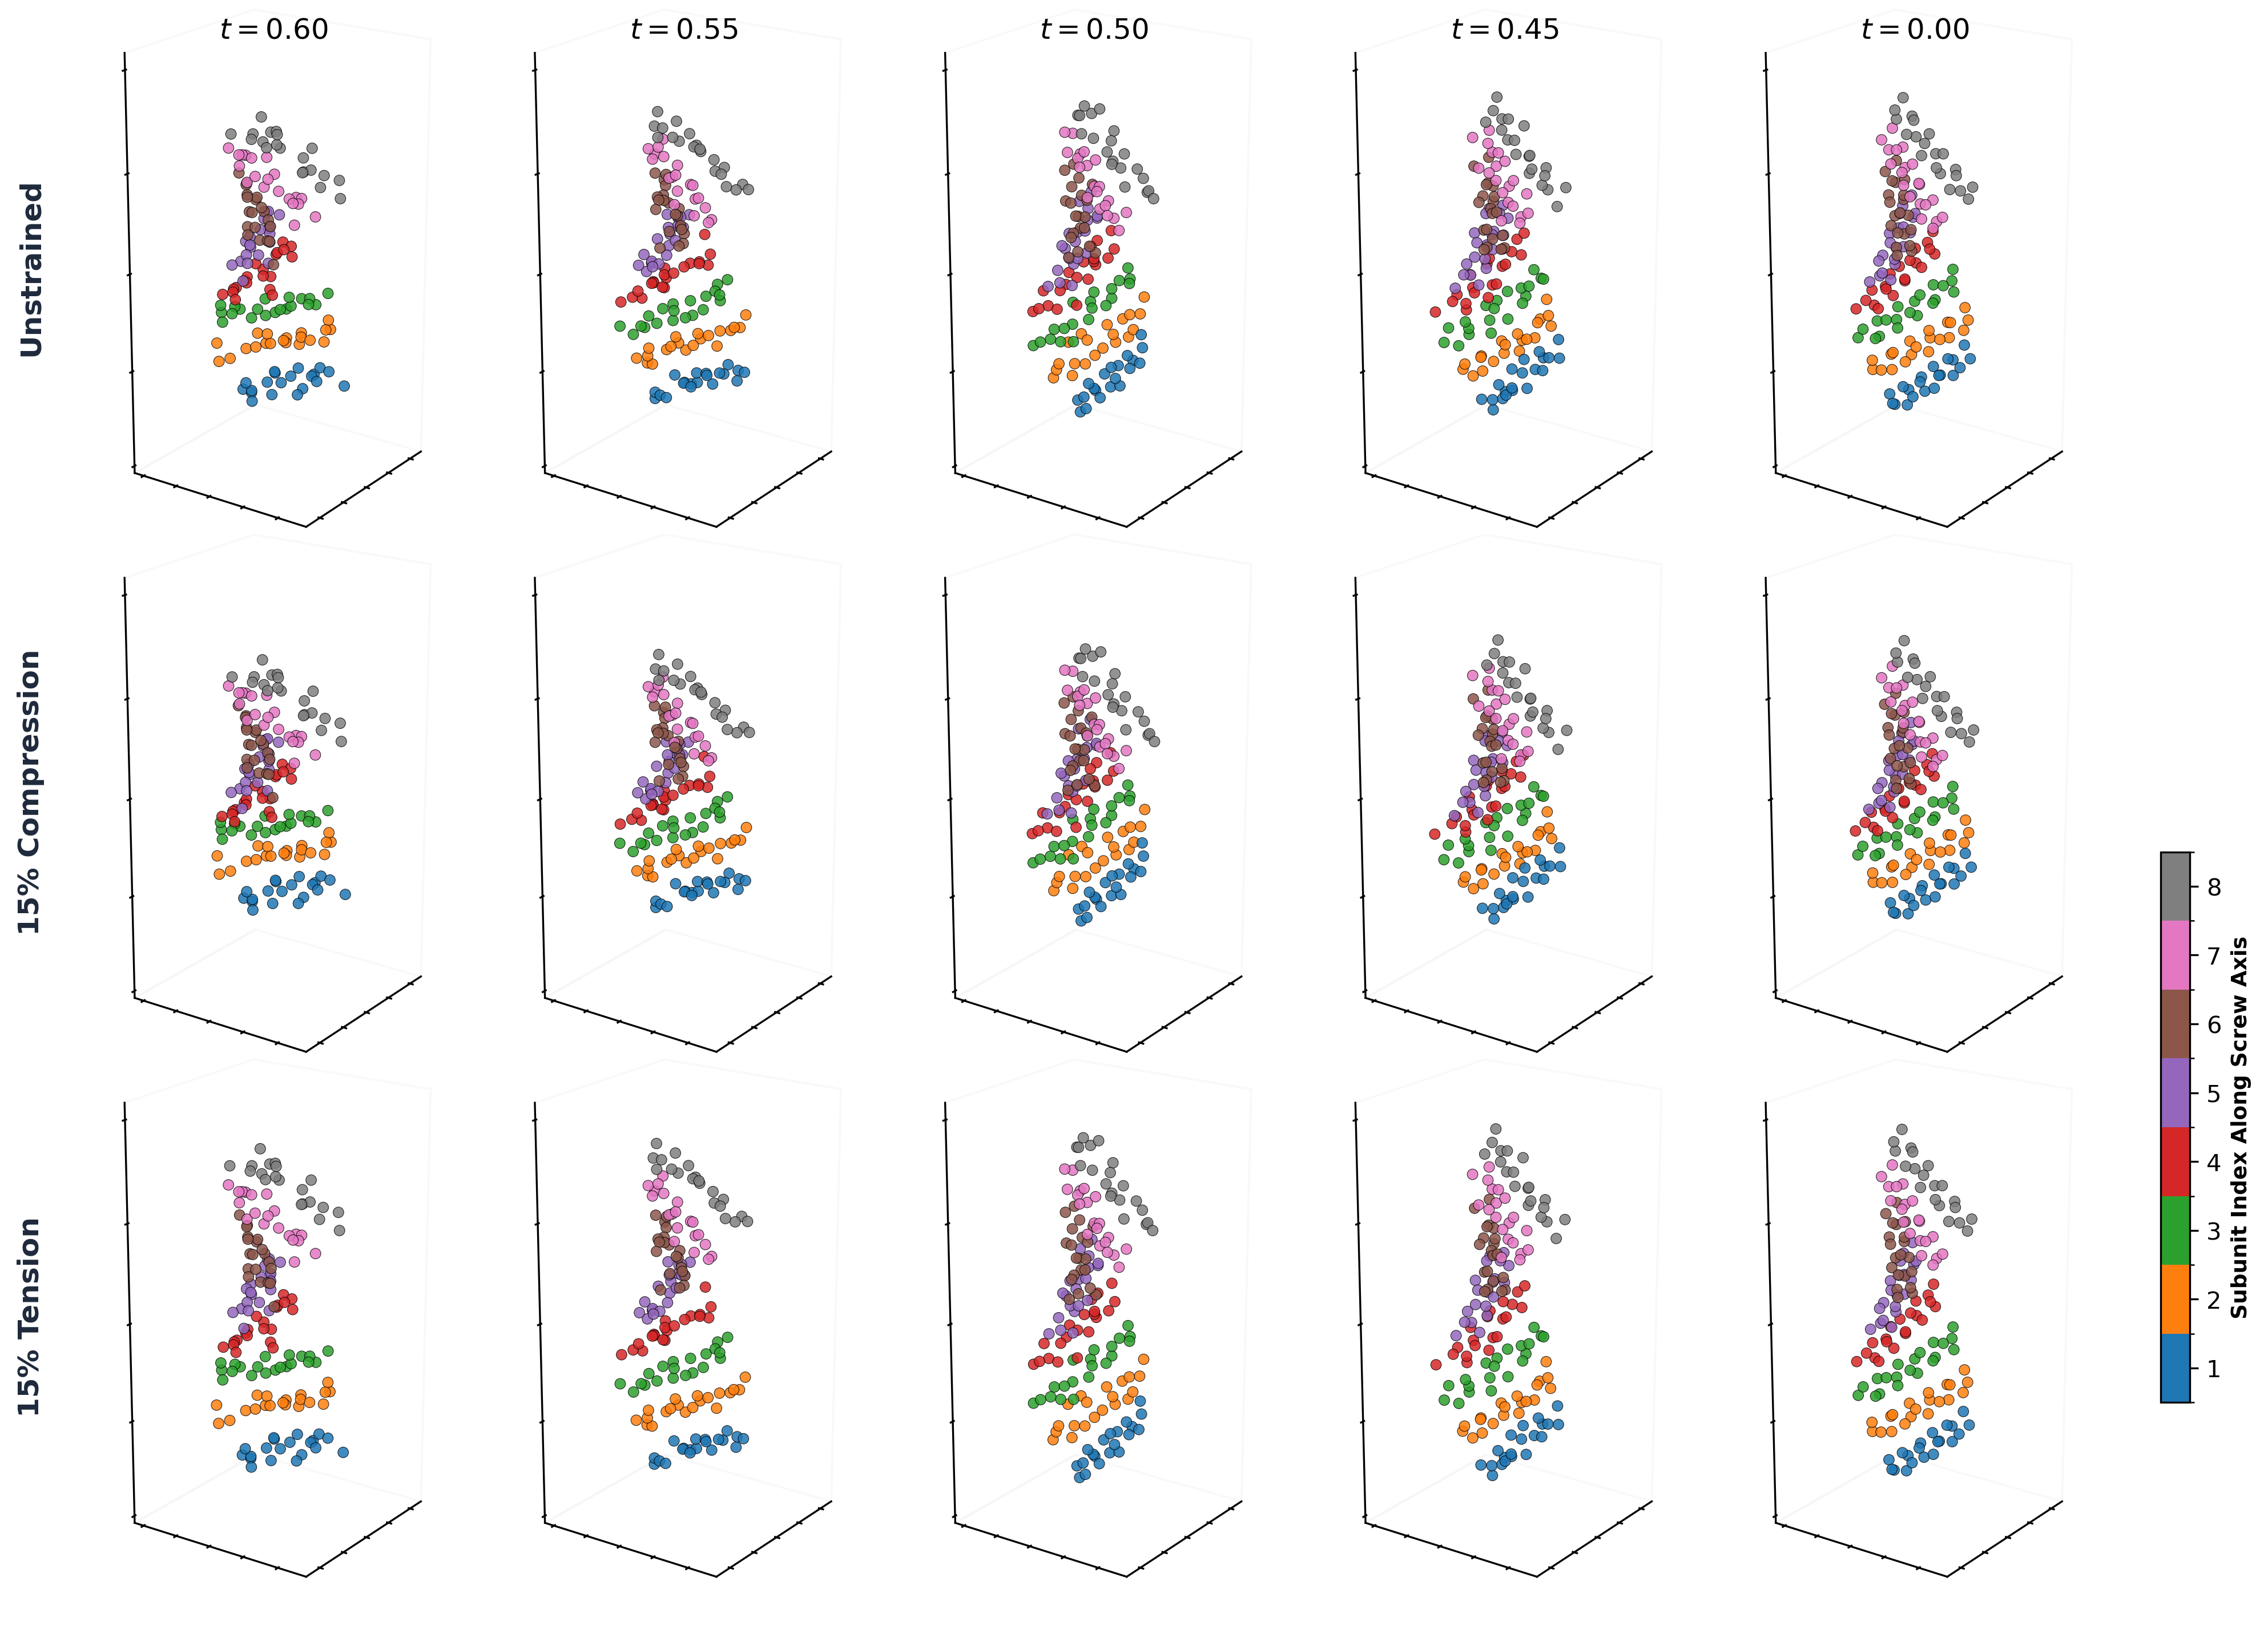 t = 0.60
t = 0.55
t = 0.50
t = 0.45
t = 0.00
Unstrained
15% Compression
15% Tension
8
7
6
5
4
3
2
1
Subunit Index Along Screw Axis